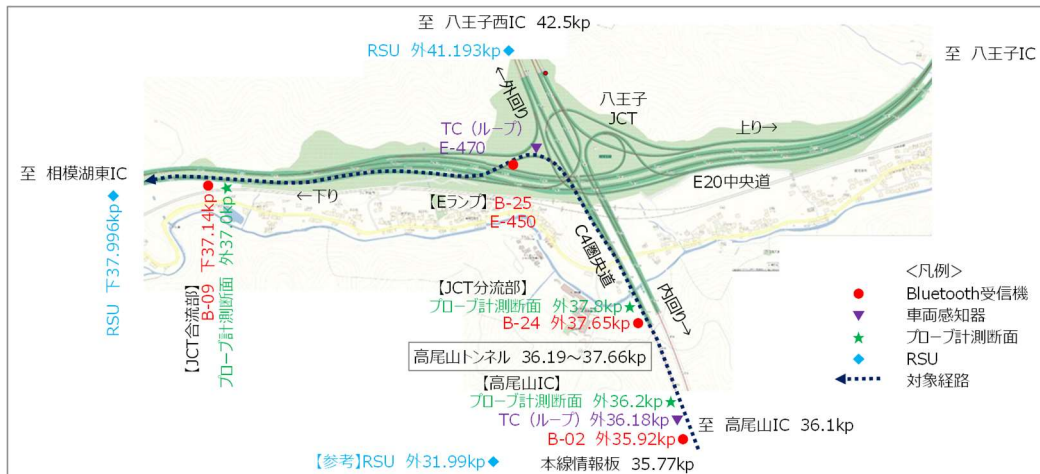 至 八王子西IC 42.5kp
RSU 外41.193kp
至 八王子IC
←外回り
八王子
JCT
上り→
TC（ループ）
E-470
至 相模湖東IC
E20中央道
←下り
【Eランプ】
B-25
E-450
RSU 下37.996kp
【JCT合流部】
B-09 下37.14kp
プローブ計測断面 外37.0kp
C4圏央道
内回り→
【JCT分流部】
プローブ計測断面 外37.8kp
B-24 外37.65kp
高尾山トンネル 36.19～37.66kp
【高尾山IC】
プローブ計測断面 外36.2kp
TC（ループ）外36.18kp
B-02 外35.92kp
至 高尾山IC 36.1kp
【参考】RSU 外31.99kp
本線情報板 35.77kp
<凡例>
Bluetooth受信機
車両感知器
プローブ計測断面
RSU
対象経路